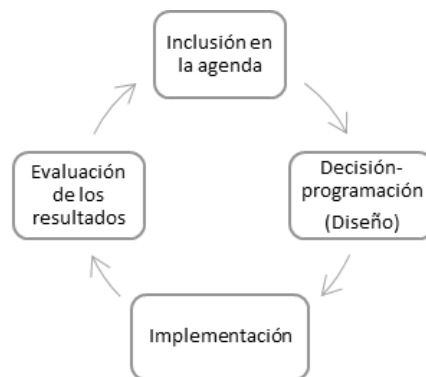 Inclusión en
la agenda
Decisión-
programación
(Diseño)
Implementación
Evaluación
de los
resultados